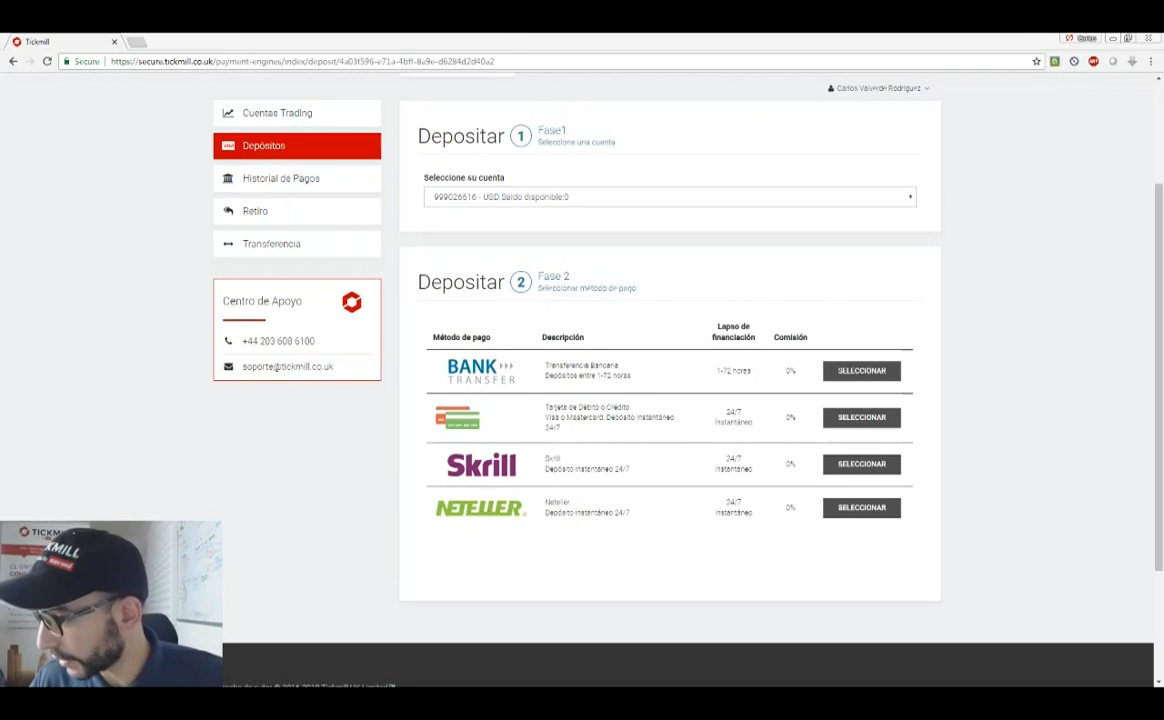 Tickmill
Carlos
Secure
https://secure.tickmill.co.uk/payment-engines/index/deposit/4a03f596-e71a-4bff-8a9e-d6284d2d40a2
Carlos Valverde Rodriguez
Cuentas Trading
Depósitos
Historial de Pagos
Retiro
Transferencia
Centro de Apoyo
+44 203 608 6100
soporte@tickmill.co.uk
Depositar 1 Fase1
Seleccione una cuenta
Seleccione su cuenta
999026616 - USD Saldo disponible:0
Depositar 2 Fase 2
Seleccionar método de pago
Método de pago Descripción Lapso de financiación Comisión
BANK TRANSFER
Transferencia Bancaria
Depósitos entre 1-72 horas
1-72 horas
0%
SELECCIONAR
Tarjeta de Débito o Crédito
Visa o Mastercard. Depósito instantáneo
24/7
24/7
Instantáneo
0%
SELECCIONAR
Skrill
Skrill
Depósito instantáneo 24/7
24/7
Instantáneo
0%
SELECCIONAR
NETELLER
Neteller
Depósito instantáneo 24/7
24/7
Instantáneo
0%
SELECCIONAR
TICKMILL